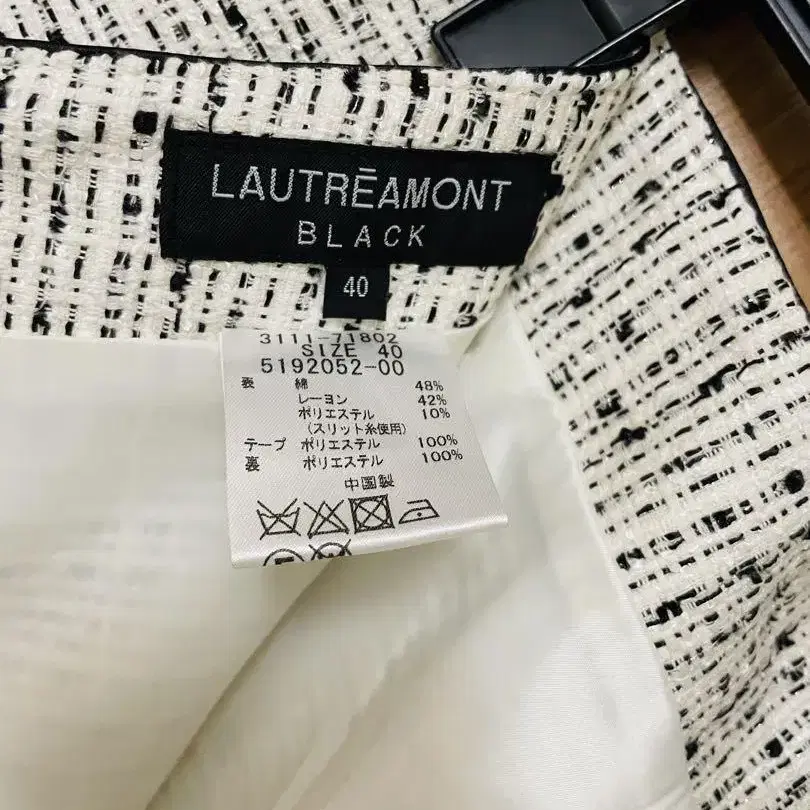 LAUTRĒAMONT
BLACK
40
3111-71802
SIZE 40
5192052-00
表 綿 48%
レーヨン 42%
ポリエステル 10%
(スリット糸使用)
テープ ポリエステル 100%
裏 ポリエステル 100%
中国製